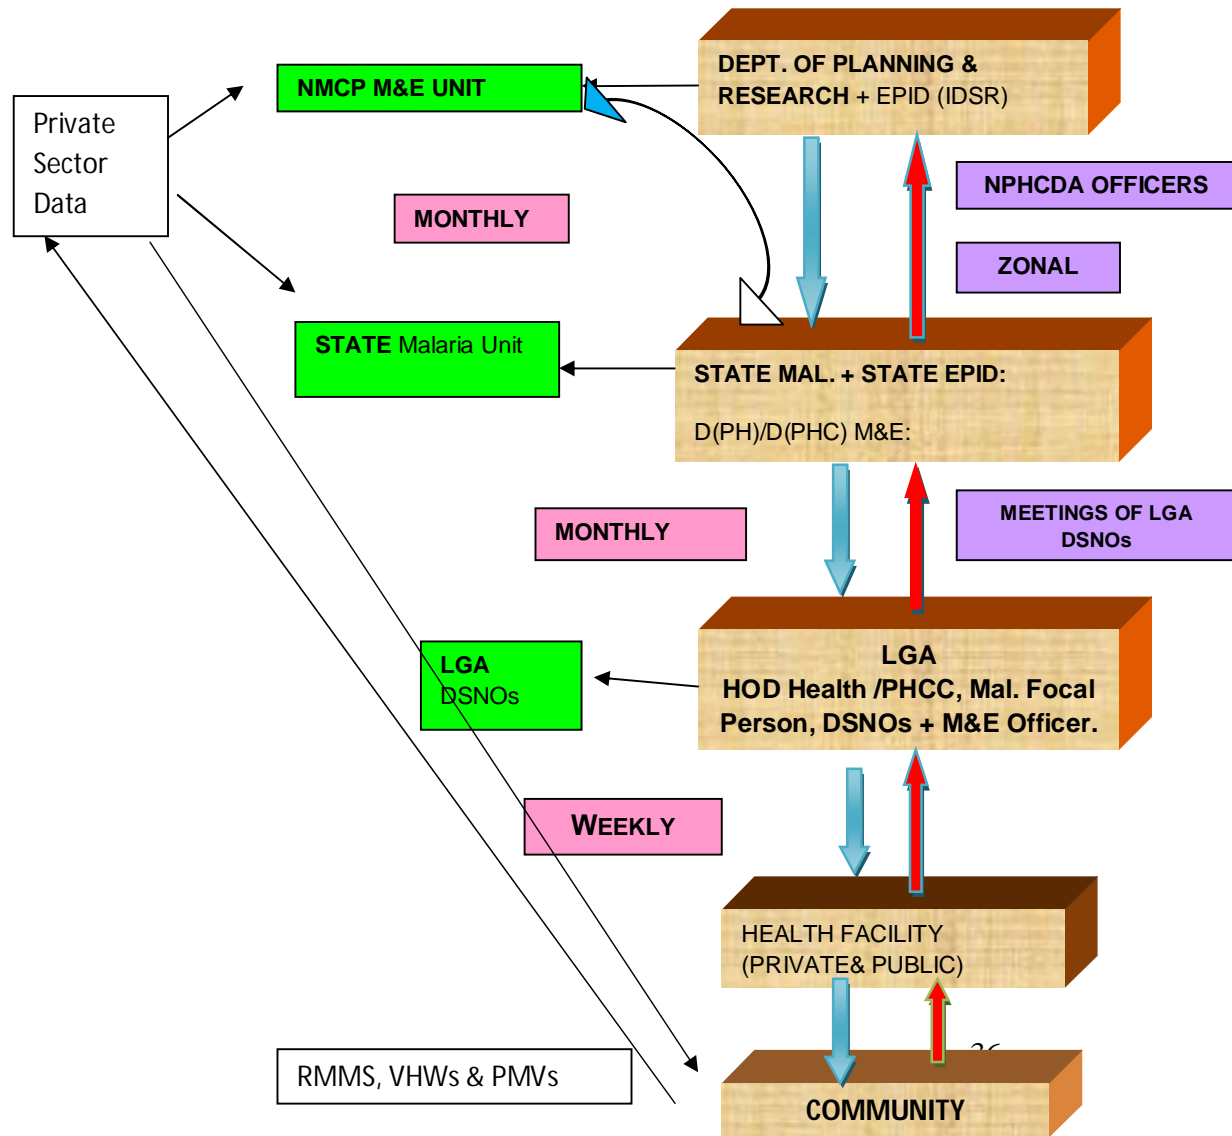 DEPT. OF PLANNING &
RESEARCH + EPID (IDSR)
NMCP M&E UNIT
Private
Sector
Data
NPHCDA OFFICERS
MONTHLY
ZONAL
STATE Malaria Unit
STATE MAL. + STATE EPID:
D(PH)/D(PHC) M&E:
MONTHLY
MEETINGS OF LGA
DSNOs
LGA
DSNOs
LGA
HOD Health /PHCC, Mal. Focal
Person, DSNOs + M&E Officer.
WEEKLY
HEALTH FACILITY
(PRIVATE& PUBLIC)
RMMS, VHWs & PMVs
COMMUNITY